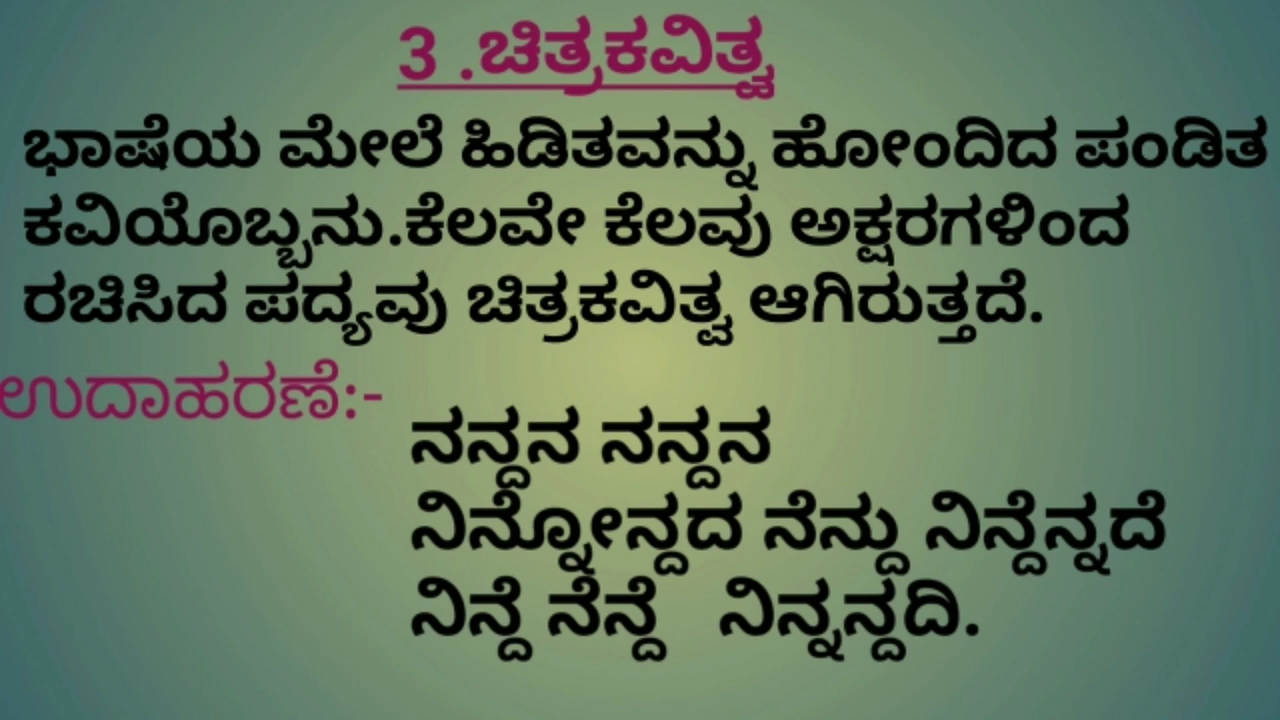 3 .ಚಿತ್ರಕವಿತ್ವ
ಭಾಷೆಯ ಮೇಲೆ ಹಿಡಿತವನ್ನು ಹೋಂದಿದ ಪಂಡಿತ
ಕವಿಯೊಬ್ಬನು.ಕೆಲವೇ ಕೆಲವು ಅಕ್ಷರಗಳಿಂದ
ರಚಿಸಿದ ಪದ್ಯವು ಚಿತ್ರಕವಿತ್ವ ಆಗಿರುತ್ತದೆ.
ಉದಾಹರಣೆ:-
ನನ್ದನ ನನ್ದನ
ನಿನ್ನೋನ್ದದ ನೆನ್ದು ನಿನ್ದೆನ್ನದೆ
ನಿನ್ದೆ ನೆನ್ದೆ ನಿನ್ನನ್ದದಿ.